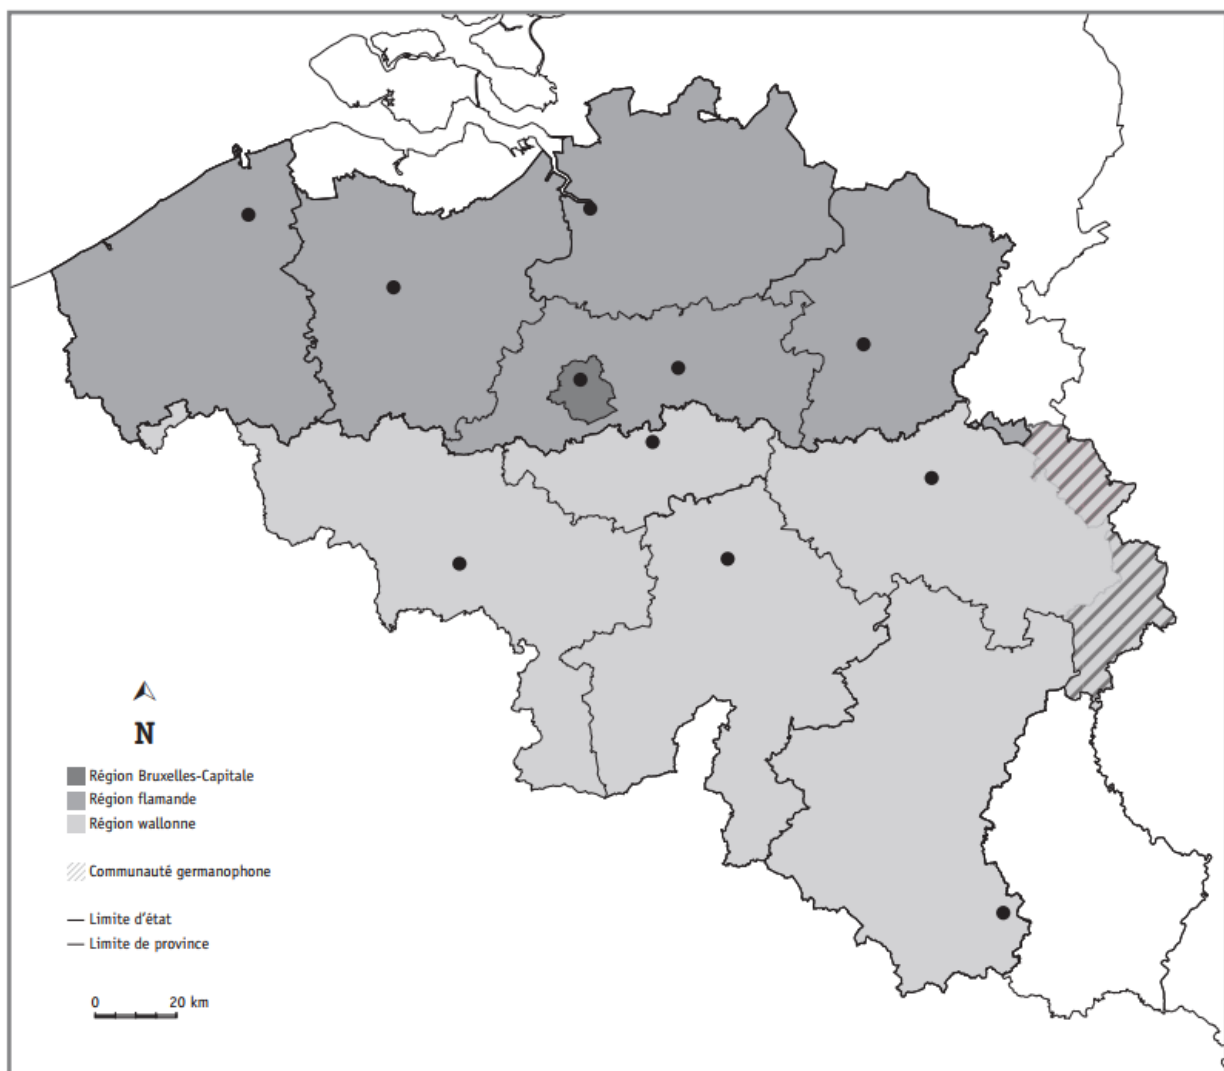 N
Région Bruxelles-Capitale
Région flamande
Région wallonne
Communauté germanophone
Limite d'état
Limite de province
0 20 km